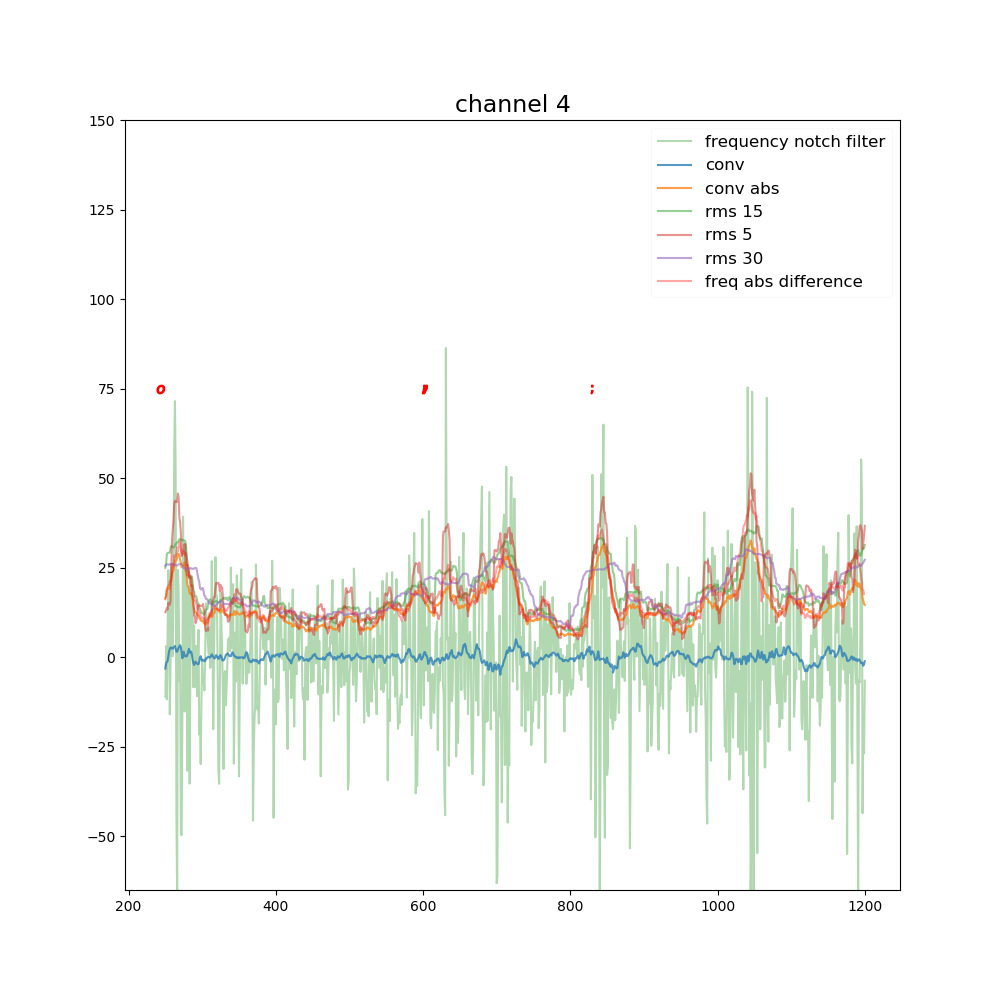 channel 4
150
125
100
75
50
25
0
−25
−50
frequency notch filter
conv
conv abs
rms 15
rms 5
rms 30
freq abs difference
o
;
200 400 600 800 1000 1200